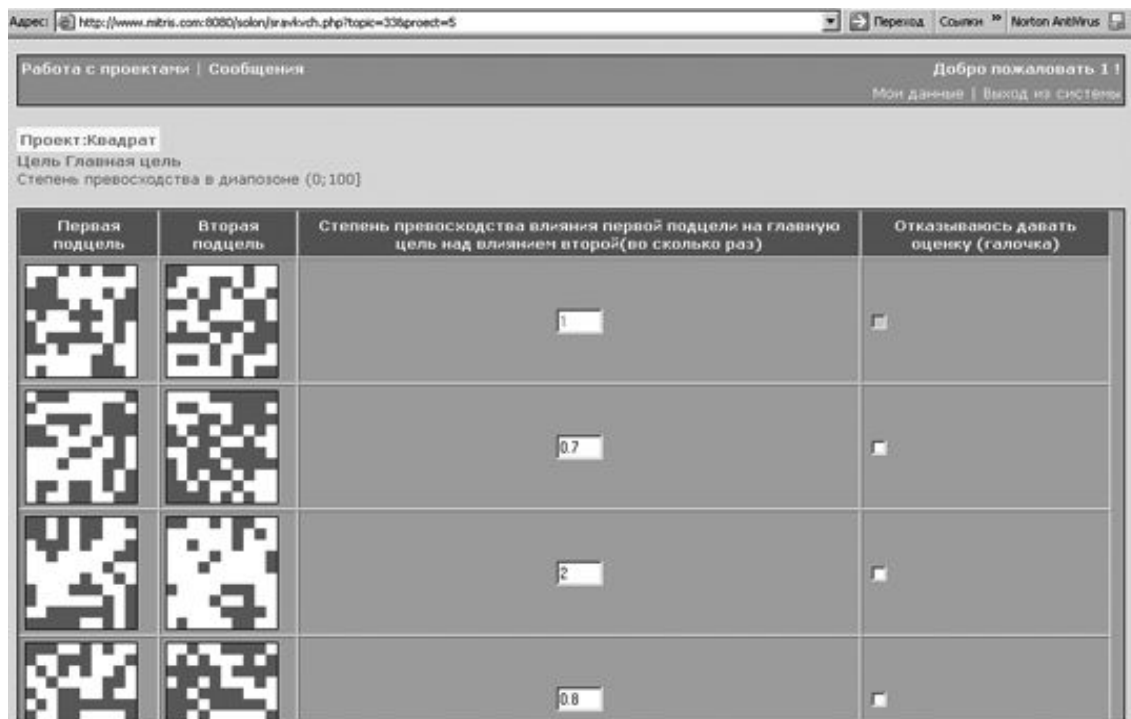 Адрес: http://www.mitris.com:8080/solon/sravkvch.php?topic=33&proect=5 Переход Ссылки » Norton AntiVirus
Работа с проектами | Сообщения Добро пожаловать 1 !
Мои данные | Выход из системы
Проект:Квадрат
Цель Главная цель
Степень превосходства в диапозоне (0;100]
Первая подцель
Вторая подцель
Степень превосходства влияния первой подцели на главную
цель над влиянием второй(во сколько раз)
Отказываюсь давать
оценку (галочка)
1
0.7
2
0.8